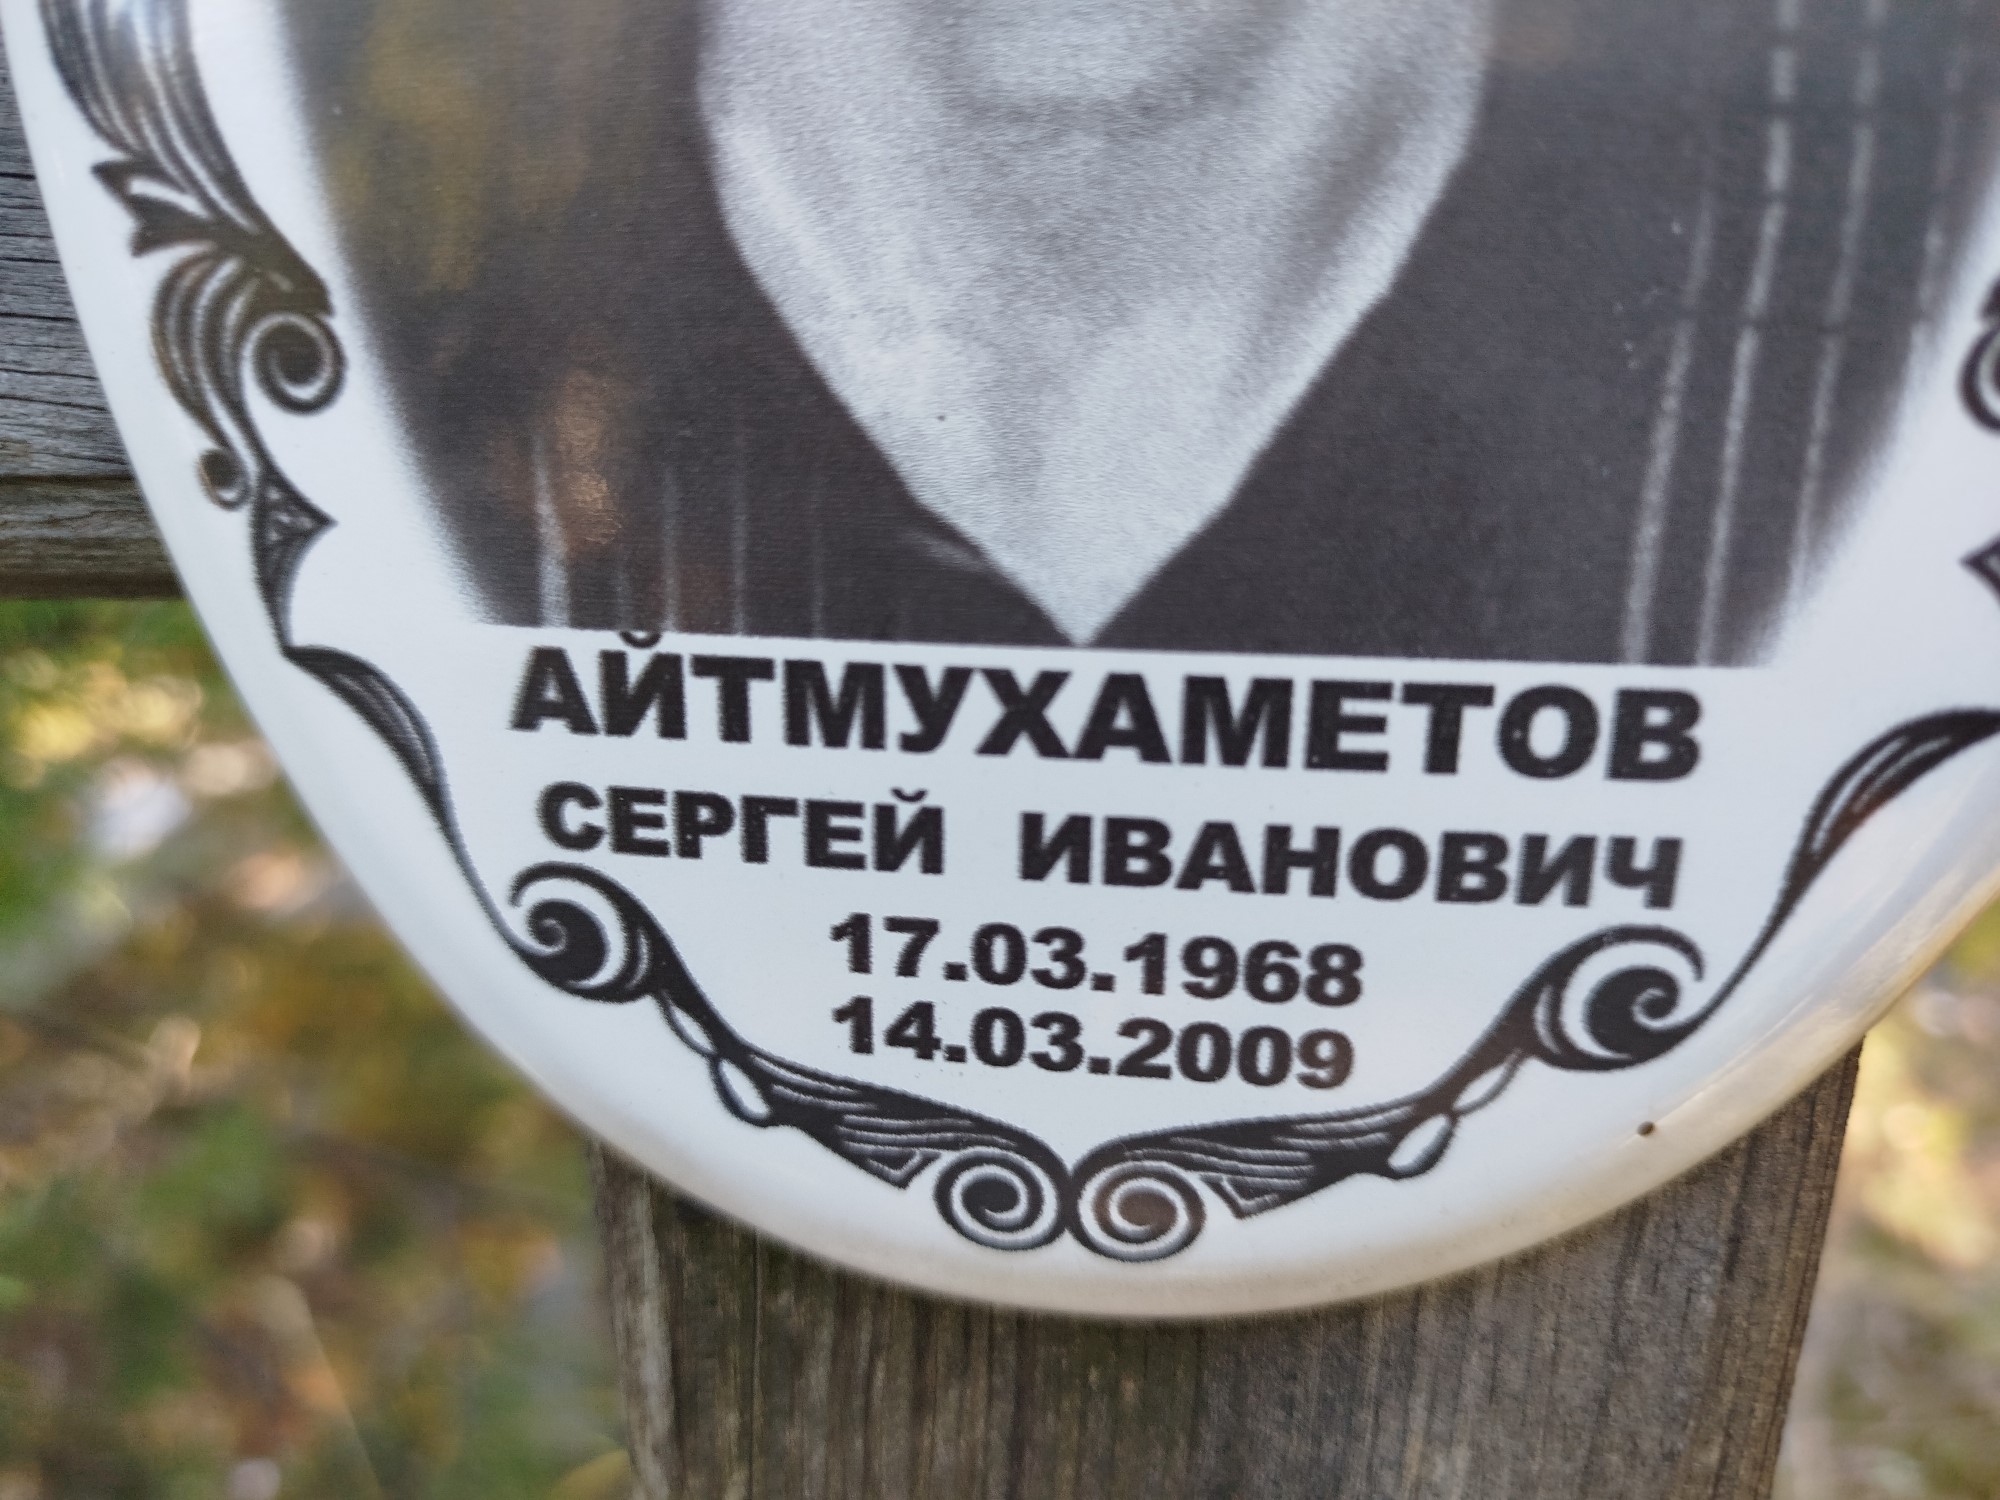 АЙТМУХАМЕТОВ
СЕРГЕЙ ИВАНОВИЧ
17.03.1968
14.03.2009